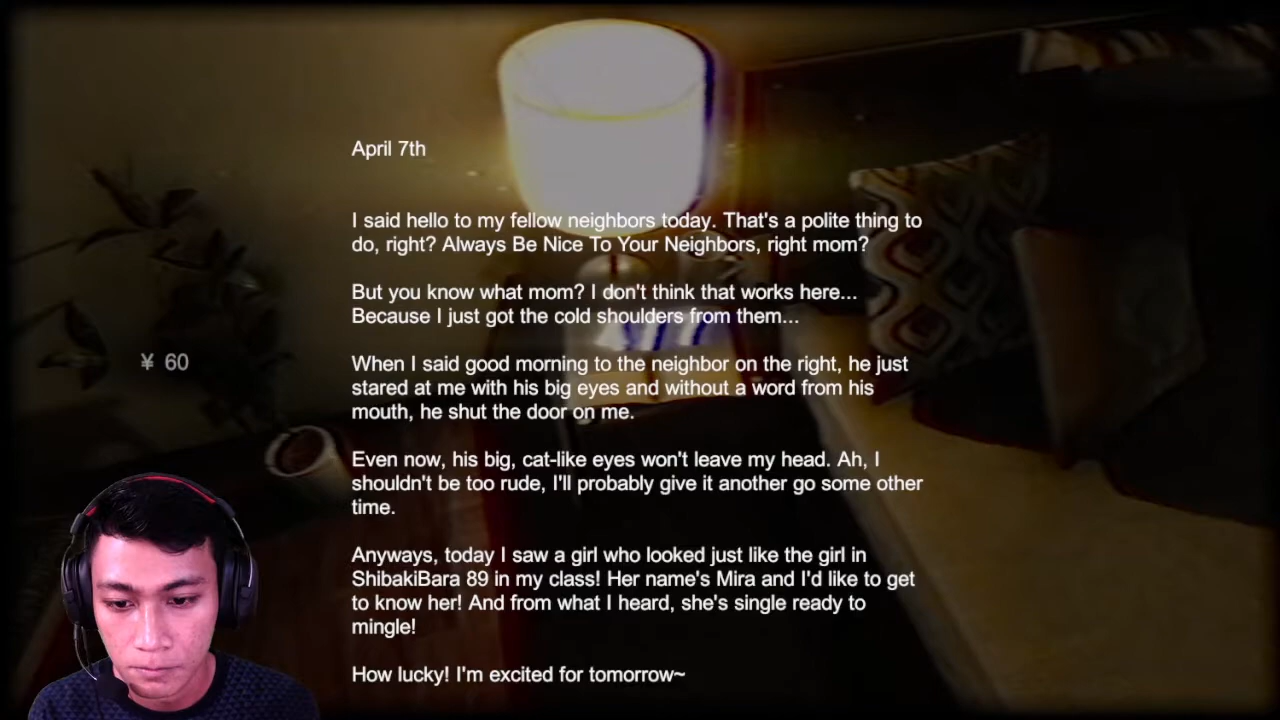 April 7th
I said hello to my fellow neighbors today. That's a polite thing to
do, right? Always Be Nice To Your Neighbors, right mom?
But you know what mom? I don't think that works here...
Because I just got the cold shoulders from them...
When I said good morning to the neighbor on the right, he just
stared at me with his big eyes and without a word from his
mouth, he shut the door on me.
¥ 60
Even now, his big, cat-like eyes won't leave my head. Ah, I
shouldn't be too rude, I'll probably give it another go some other
time.
Anyways, today I saw a girl who looked just like the girl in
ShibakiBara 89 in my class! Her name's Mira and I'd like to get
to know her! And from what I heard, she's single ready to
mingle!
How lucky! I'm excited for tomorrow~